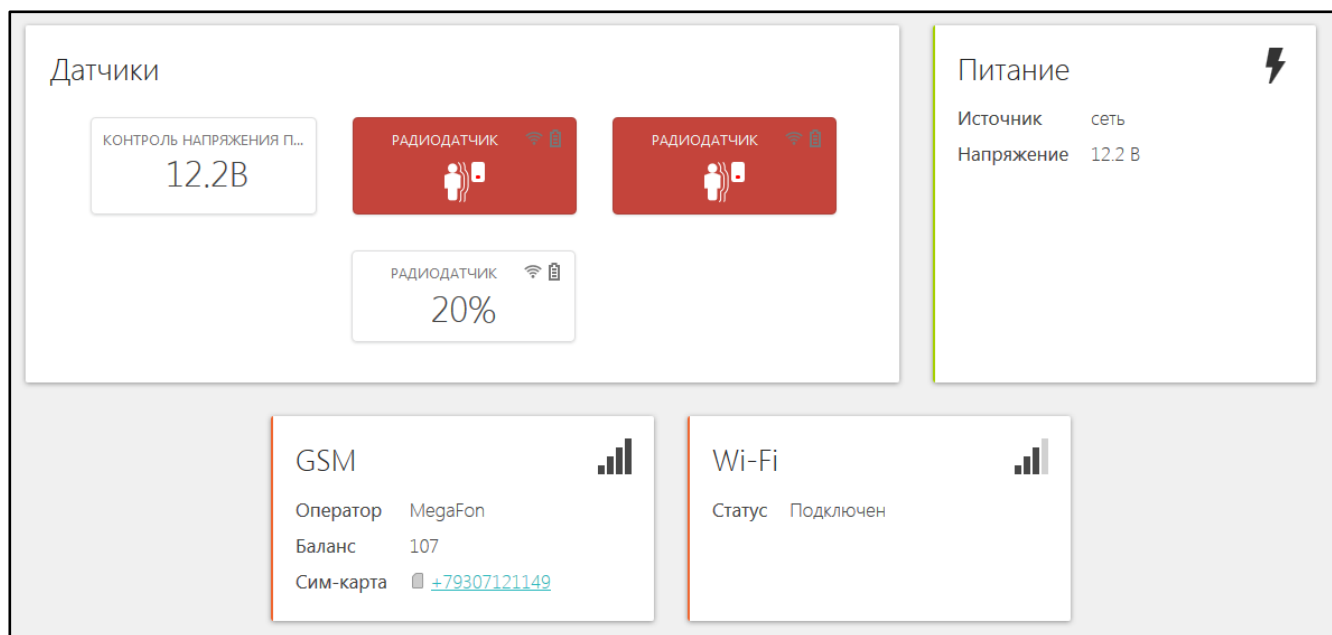 Датчики
КОНТРОЛЬ НАПРЯЖЕНИЯ П...
12.2В
РАДИОДАТЧИК
РАДИОДАТЧИК
РАДИОДАТЧИК
20%
Питание
Источник сеть
Напряжение 12.2 В
GSM
Оператор MegaFon
Баланс 107
Сим-карта +79307121149
Wi-Fi
Статус Подключен